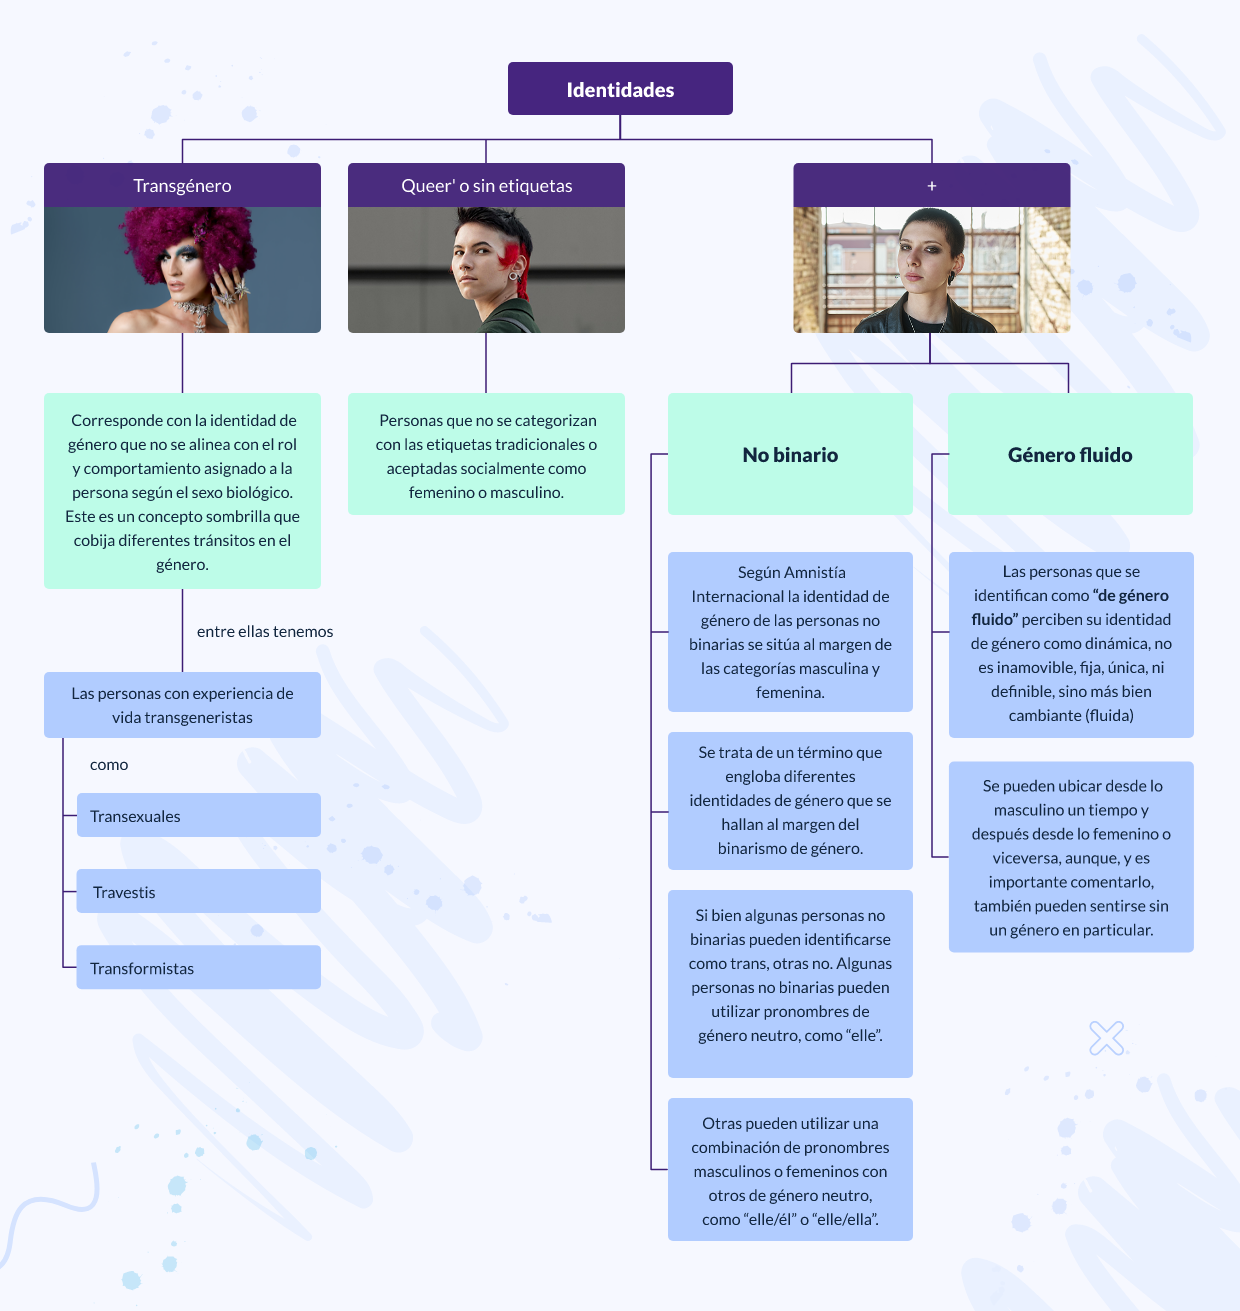 Identidades
Transgénero
Queer' o sin etiquetas
+
Corresponde con la identidad de
género que no se alinea con el rol
y comportamiento asignado a la
persona según el sexo biológico.
Este es un concepto sombrilla que
cobija diferentes tránsitos en el
género.
entre ellas tenemos
Las personas con experiencia de
vida transgeneristas
como
Transexuales
Travestis
Transformistas
Personas que no se categorizan
con las etiquetas tradicionales o
aceptadas socialmente como
femenino o masculino.
No binario
Según Amnistía
Internacional la identidad de
género de las personas no
binarias se sitúa al margen de
las categorías masculina y
femenina.
Se trata de un término que
engloba diferentes
identidades de género que se
hallan al margen del
binarismo de género.
Si bien algunas personas no
binarias pueden identificarse
como trans, otras no. Algunas
personas no binarias pueden
utilizar pronombres de
género neutro, como “elle”.
Otras pueden utilizar una
combinación de pronombres
masculinos o femeninos con
otros de género neutro,
como “elle/él” o “elle/ella”.
Género fluido
Las personas que se
identifican como “de género
fluido” perciben su identidad
de género como dinámica, no
es inamovible, fija, única, ni
definible, sino más bien
cambiante (fluida)
Se pueden ubicar desde lo
masculino un tiempo y
después desde lo femenino o
viceversa, aunque, y es
importante comentarlo,
también pueden sentirse sin
un género en particular.